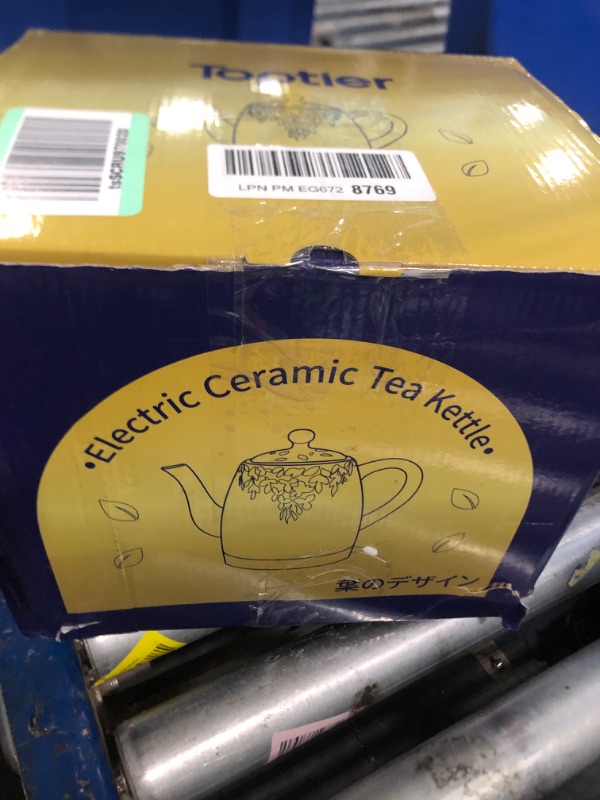 Toptier
LPN PM EG672 8769
•Electric Ceramic Tea Kettle•
葉のデザイン